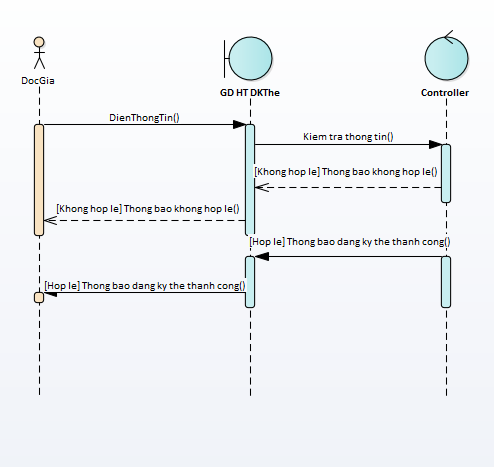 DocGia
GD HT DKThe
Controller
DienThongTin()
Kiem tra thong tin()
[Khong hop le] Thong bao khong hop le()
[Khong hop le] Thong bao khong hop le()
[Hop le] Thong bao dang ky the thanh cong()
[Hop le] Thong bao dang ky the thanh cong()